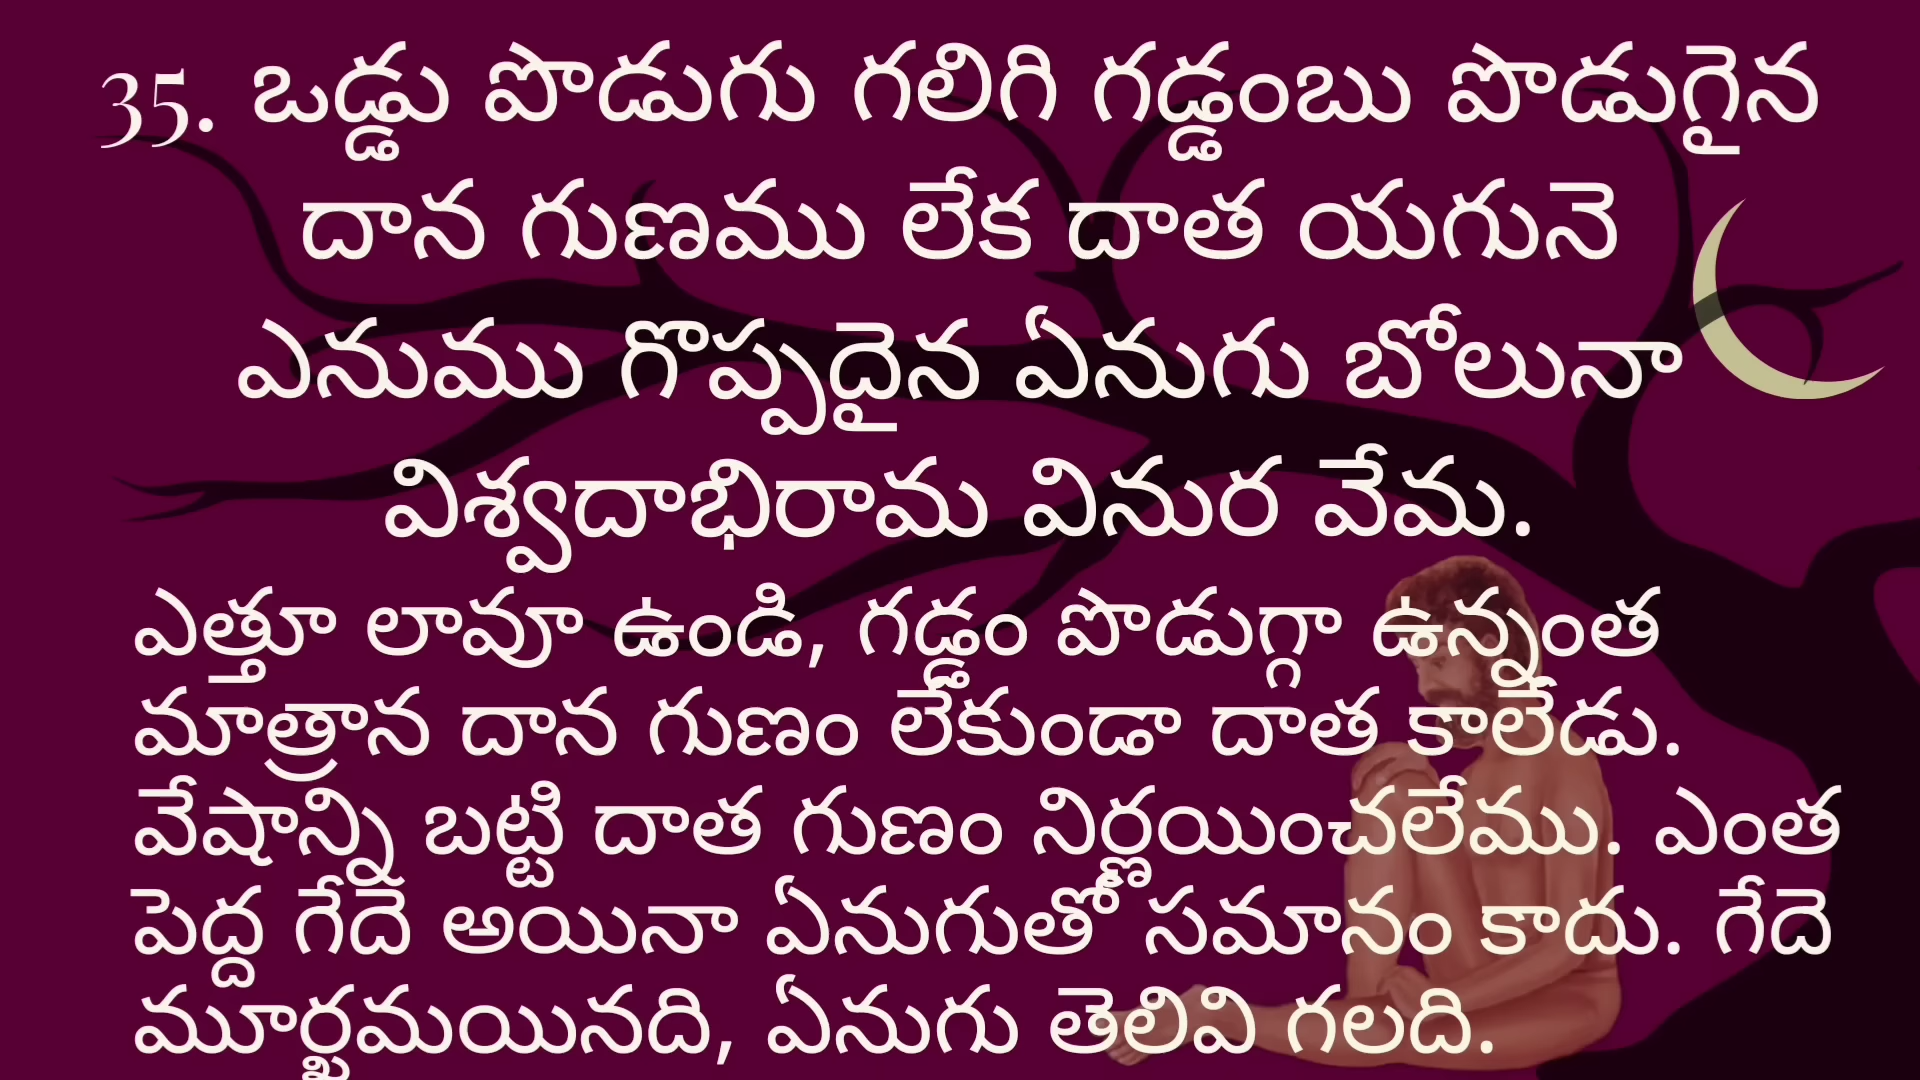 35. ఒడ్డు పొడుగు గలిగి గడ్డంబు పొడుగైన
దాన గుణము లేక దాత యగునె
ఎనుము గొప్పదైన ఏనుగు బోలునా
విశ్వదాభిరామ వినుర వేమ.
ఎత్తూ లావూ ఉండి, గడ్డం పొడుగ్గా ఉన్నంత
మాత్రాన దాన గుణం లేకుండా దాత కాలేడు.
వేషాన్ని బట్టి దాత గుణం నిర్ణయించలేము. ఎంత
పెద్ద గేదె అయినా ఏనుగుతో సమానం కాదు. గేదె
మూర్ఖమయినది, ఏనుగు తెలివి గలది.